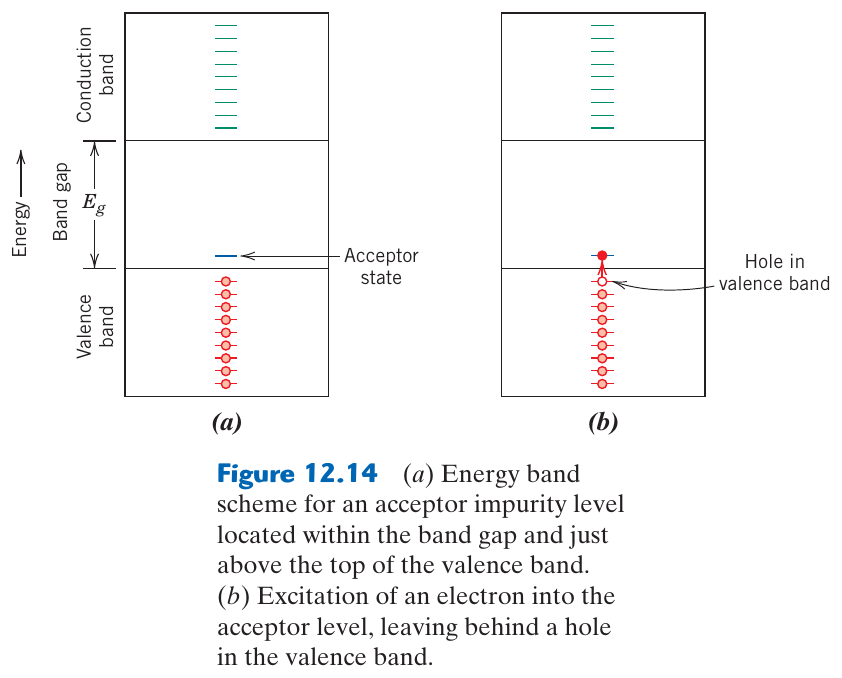 Conduction
band
Energy
Band gap
E_g
Acceptor
state
Valence
band
Hole in
valence band
(a)
(b)
Figure 12.14 (a) Energy band
scheme for an acceptor impurity level
located within the band gap and just
above the top of the valence band.
(b) Excitation of an electron into the
acceptor level, leaving behind a hole
in the valence band.